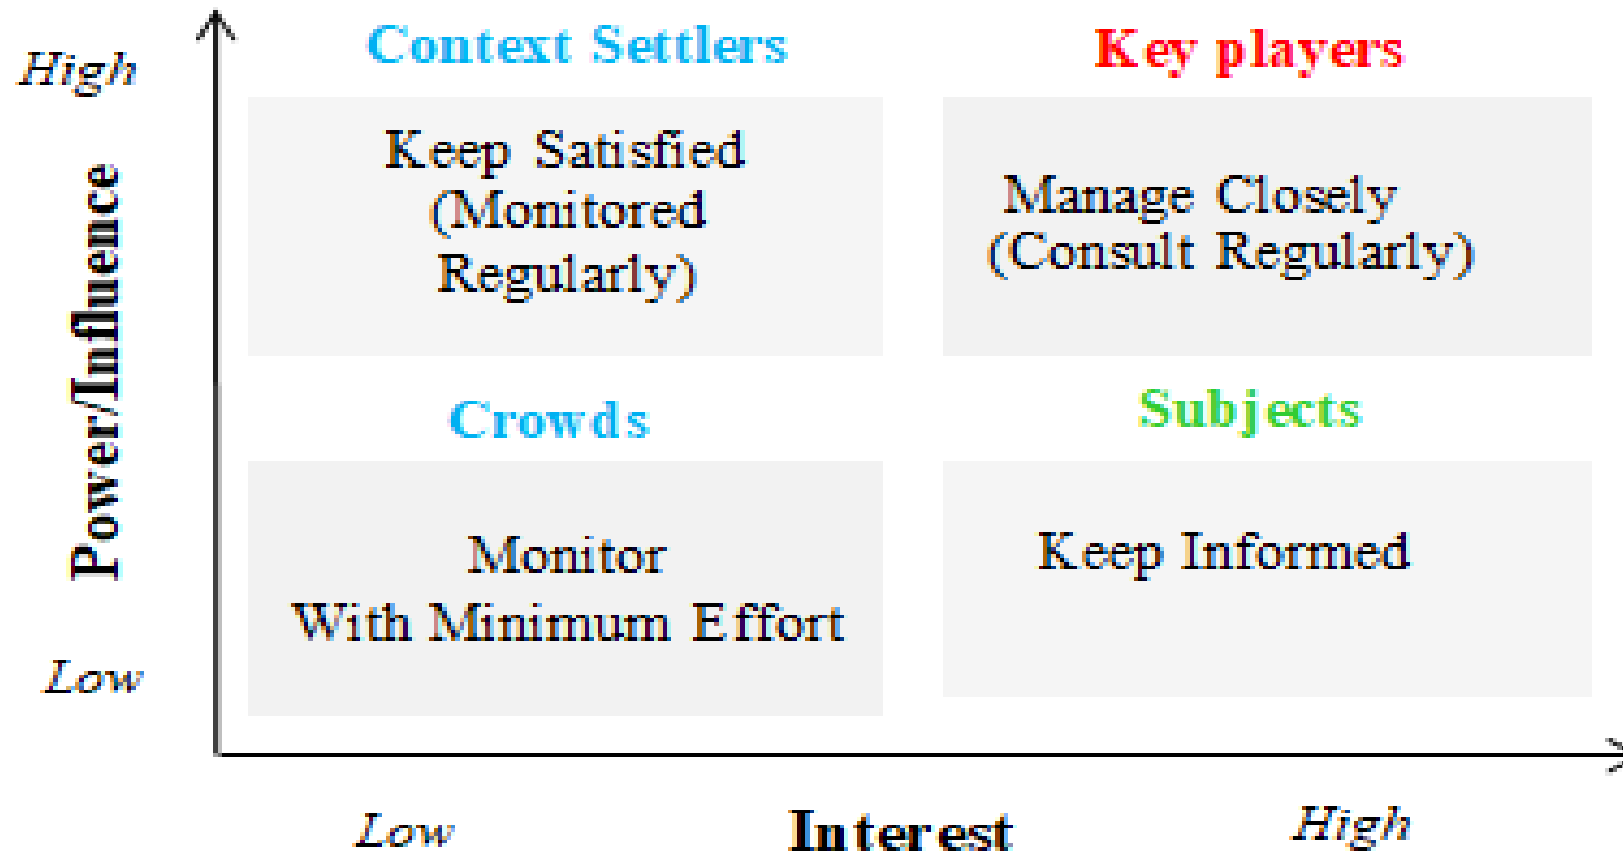 High
Context Settlers
Key players
Keep Satisfied
(Monitored
Regularly)
Manage Closely
(Consult Regularly)
Power/Influence
Crowds
Subjects
Monitor
With Minimum Effort
Keep Informed
Low
Low
Interest
High